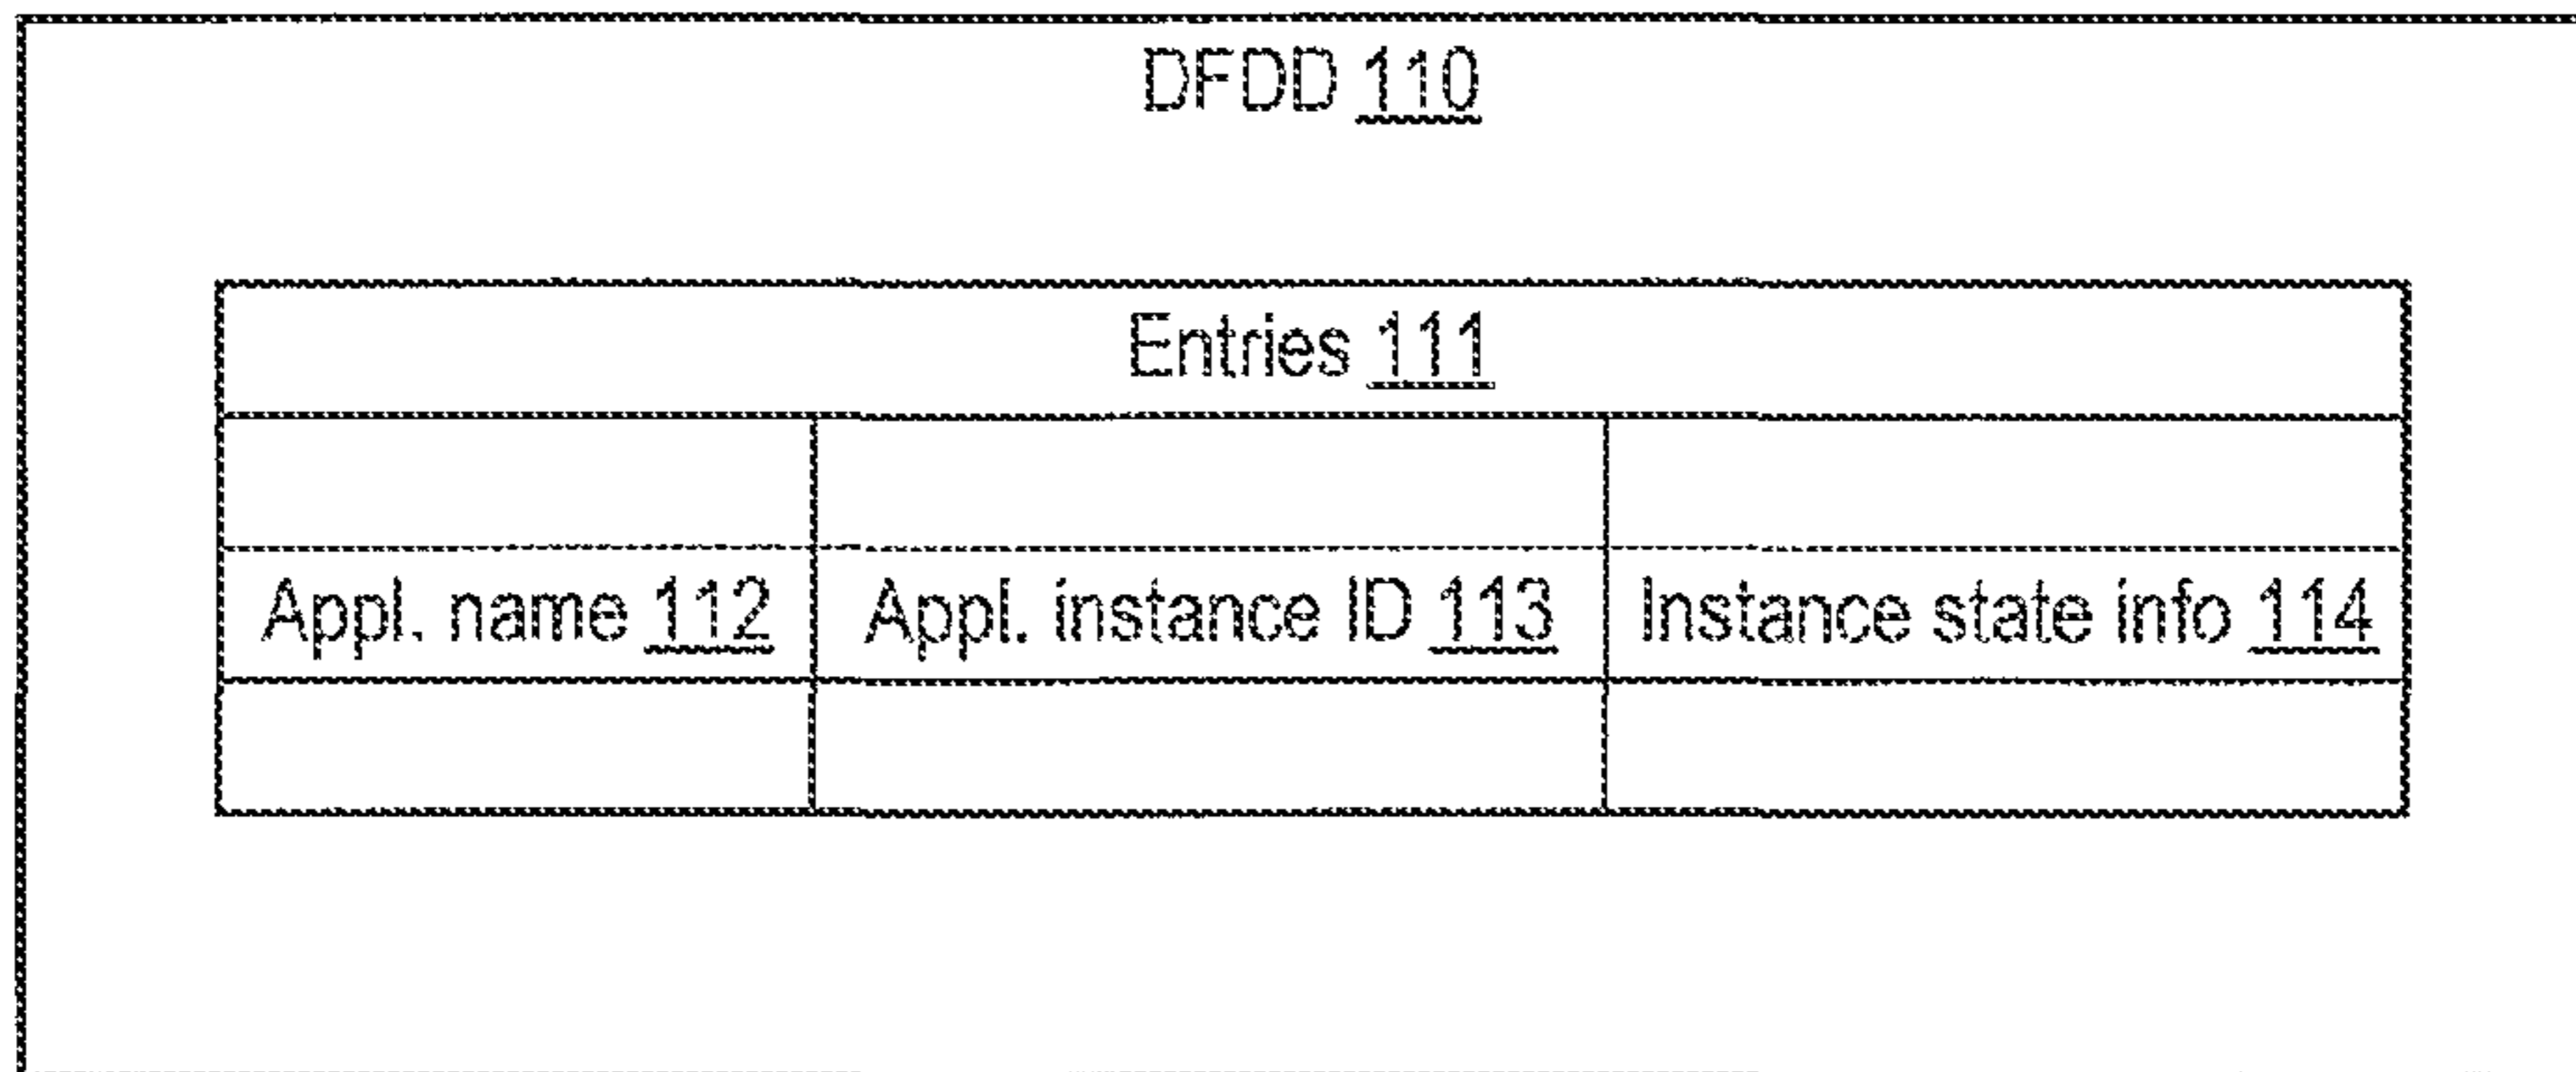 DFDD 110
Entries 111
Appl. name 112 Appl. instance ID 113 Instance state info 114